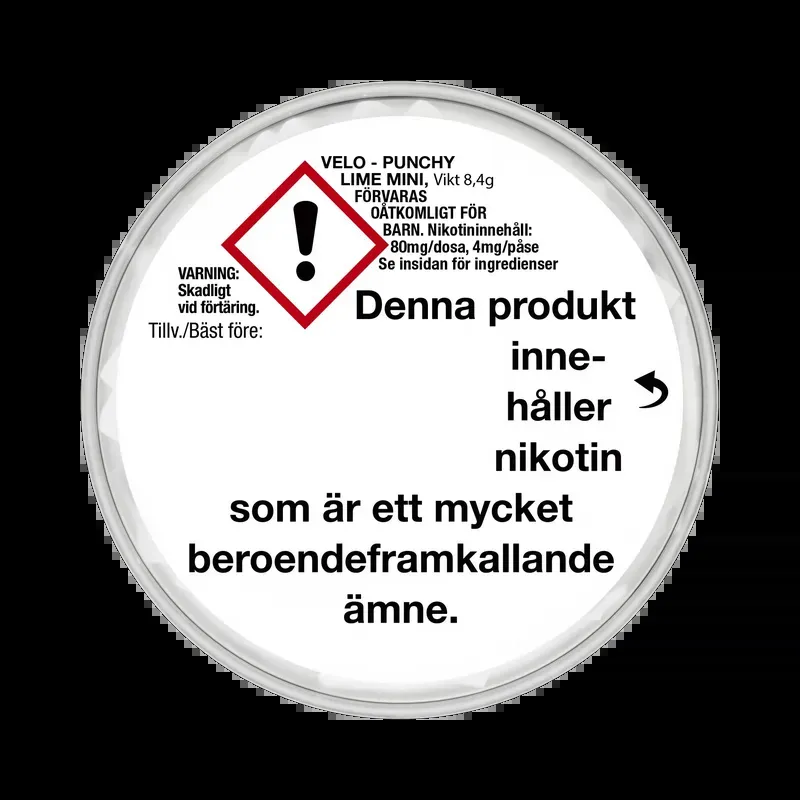 VELO - PUNCHY
LIME MINI, Vikt 8,4g
FÖRVARAS
OÅTKOMLIGT FÖR
BARN. Nikotininnehåll:
80mg/dosa, 4mg/påse
Se insidan för ingredienser
VARNING:
Skadligt
vid förtäring.
Tillv./Bäst före:
Denna produkt
inne-
håller
nikotin
som är ett mycket
beroendeframkallande
ämne.